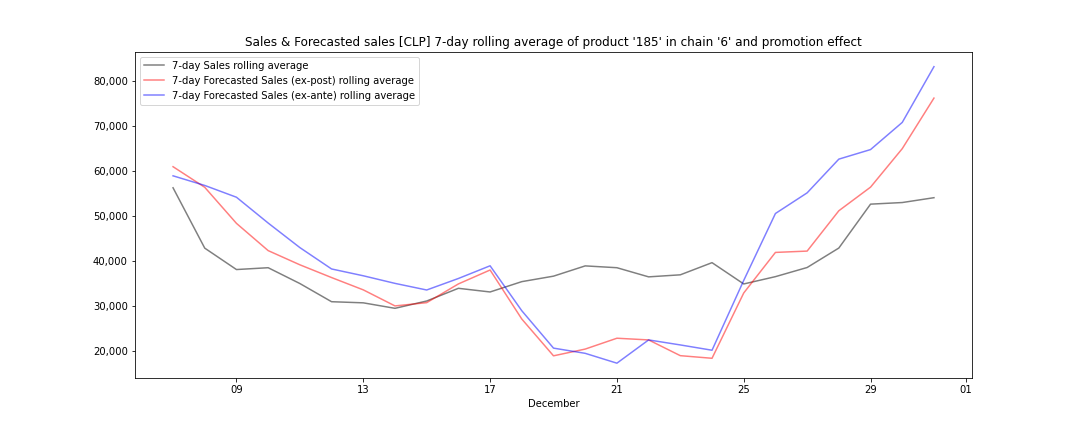 Sales & Forecasted sales [CLP] 7-day rolling average of product '185' in chain '6' and promotion effect
7-day Sales rolling average
7-day Forecasted Sales (ex-post) rolling average
7-day Forecasted Sales (ex-ante) rolling average
80,000
70,000
60,000
50,000
40,000
30,000
20,000
09 13 17 21 25 29 01
December